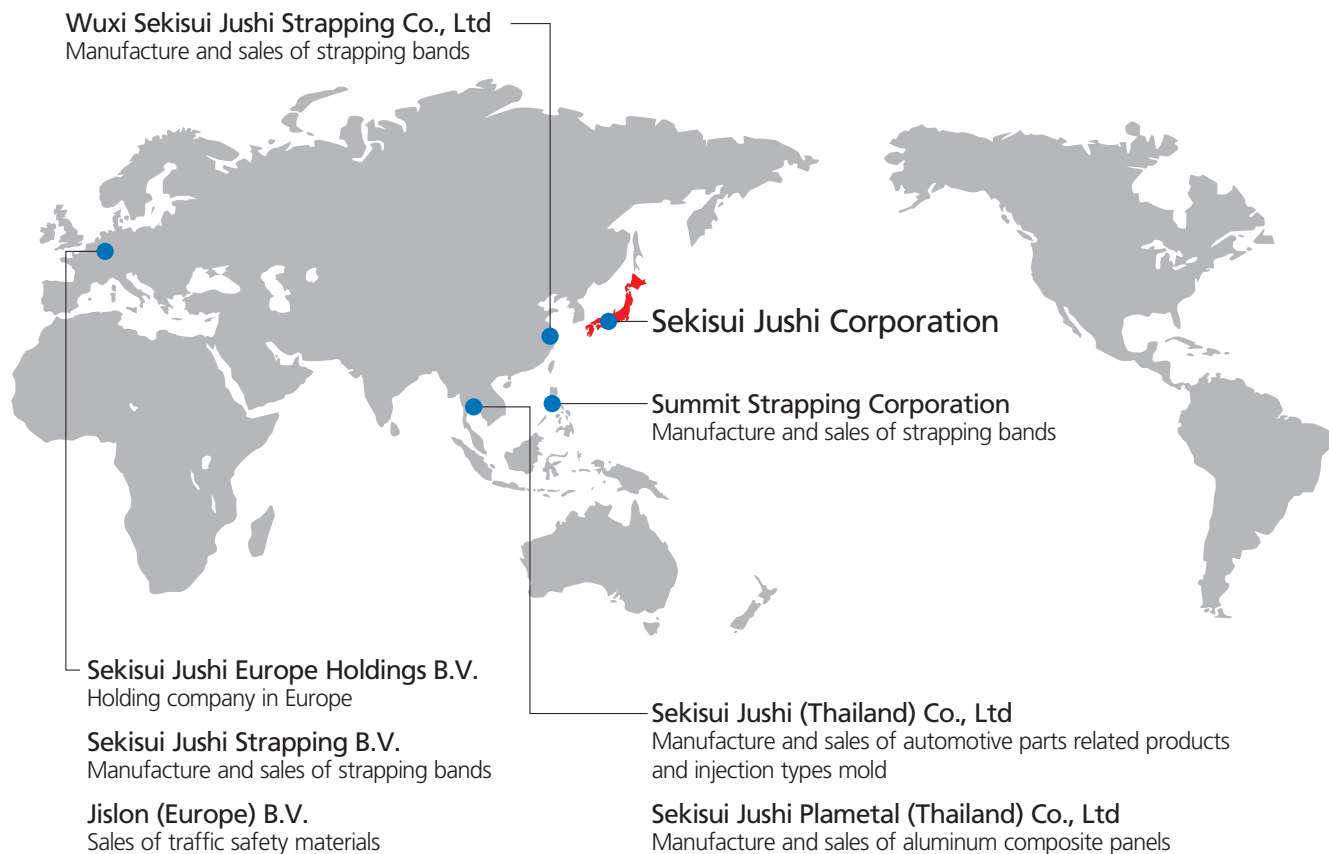 Wuxi Sekisui Jushi Strapping Co., Ltd
Manufacture and sales of strapping bands
Sekisui Jushi Corporation
Summit Strapping Corporation
Manufacture and sales of strapping bands
Sekisui Jushi Europe Holdings B.V.
Holding company in Europe
Sekisui Jushi Strapping B.V.
Manufacture and sales of strapping bands
Jislon (Europe) B.V.
Sales of traffic safety materials
Sekisui Jushi (Thailand) Co., Ltd
Manufacture and sales of automotive parts related products
and injection types mold
Sekisui Jushi Plametal (Thailand) Co., Ltd
Manufacture and sales of aluminum composite panels